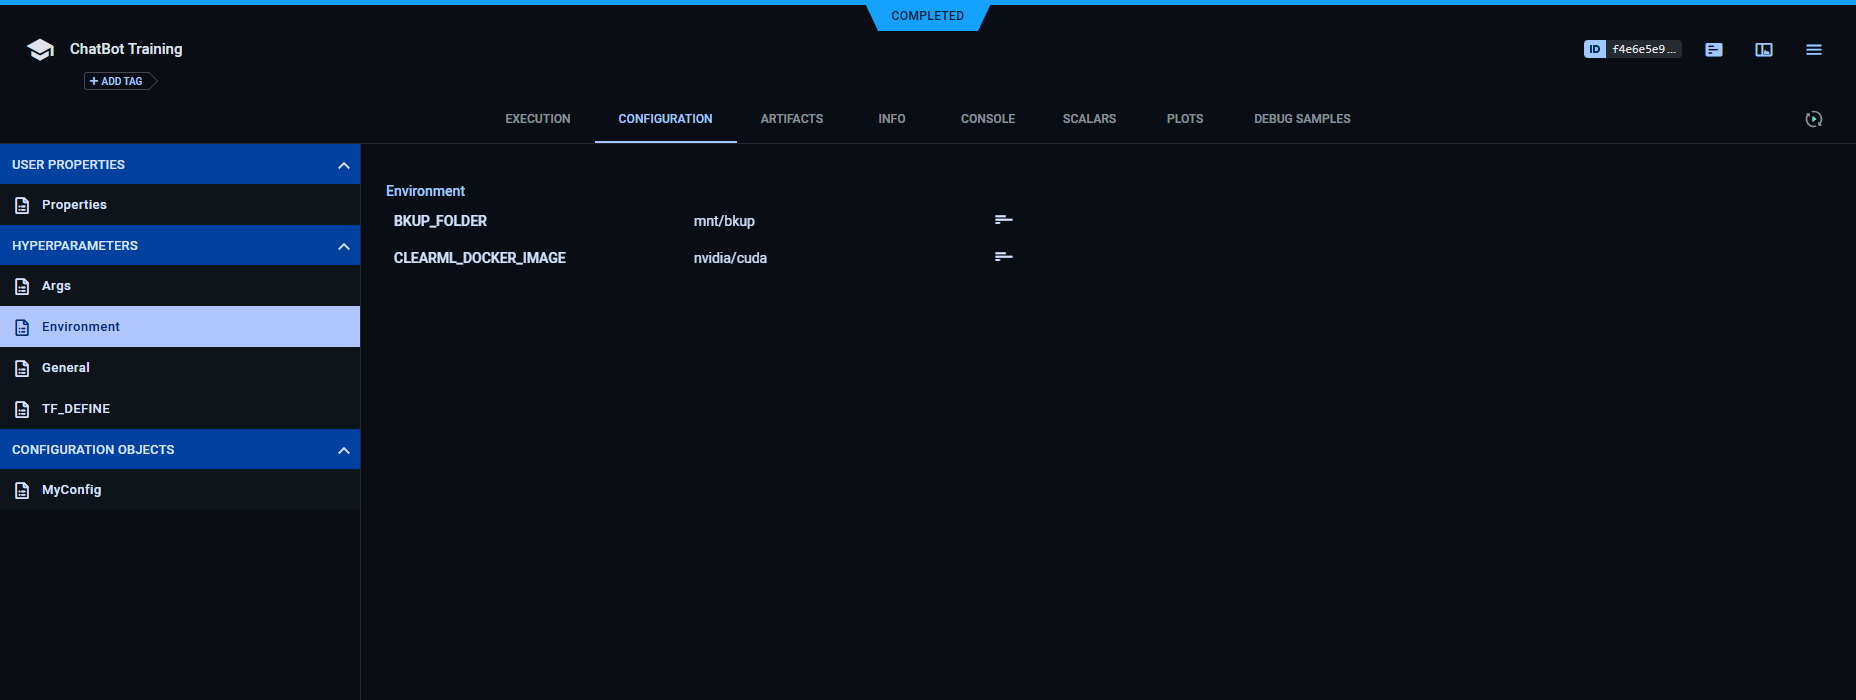 COMPLETED
ChatBot Training
ID f4e6e5e9...
+ ADD TAG
EXECUTION CONFIGURATION ARTIFACTS INFO CONSOLE SCALARS PLOTS DEBUG SAMPLES
USER PROPERTIES
Properties
HYPERPARAMETERS
Args
Environment
General
TF_DEFINE
CONFIGURATION OBJECTS
MyConfig
Environment
BKUP_FOLDER mnt/bkup
CLEARML_DOCKER_IMAGE nvidia/cuda